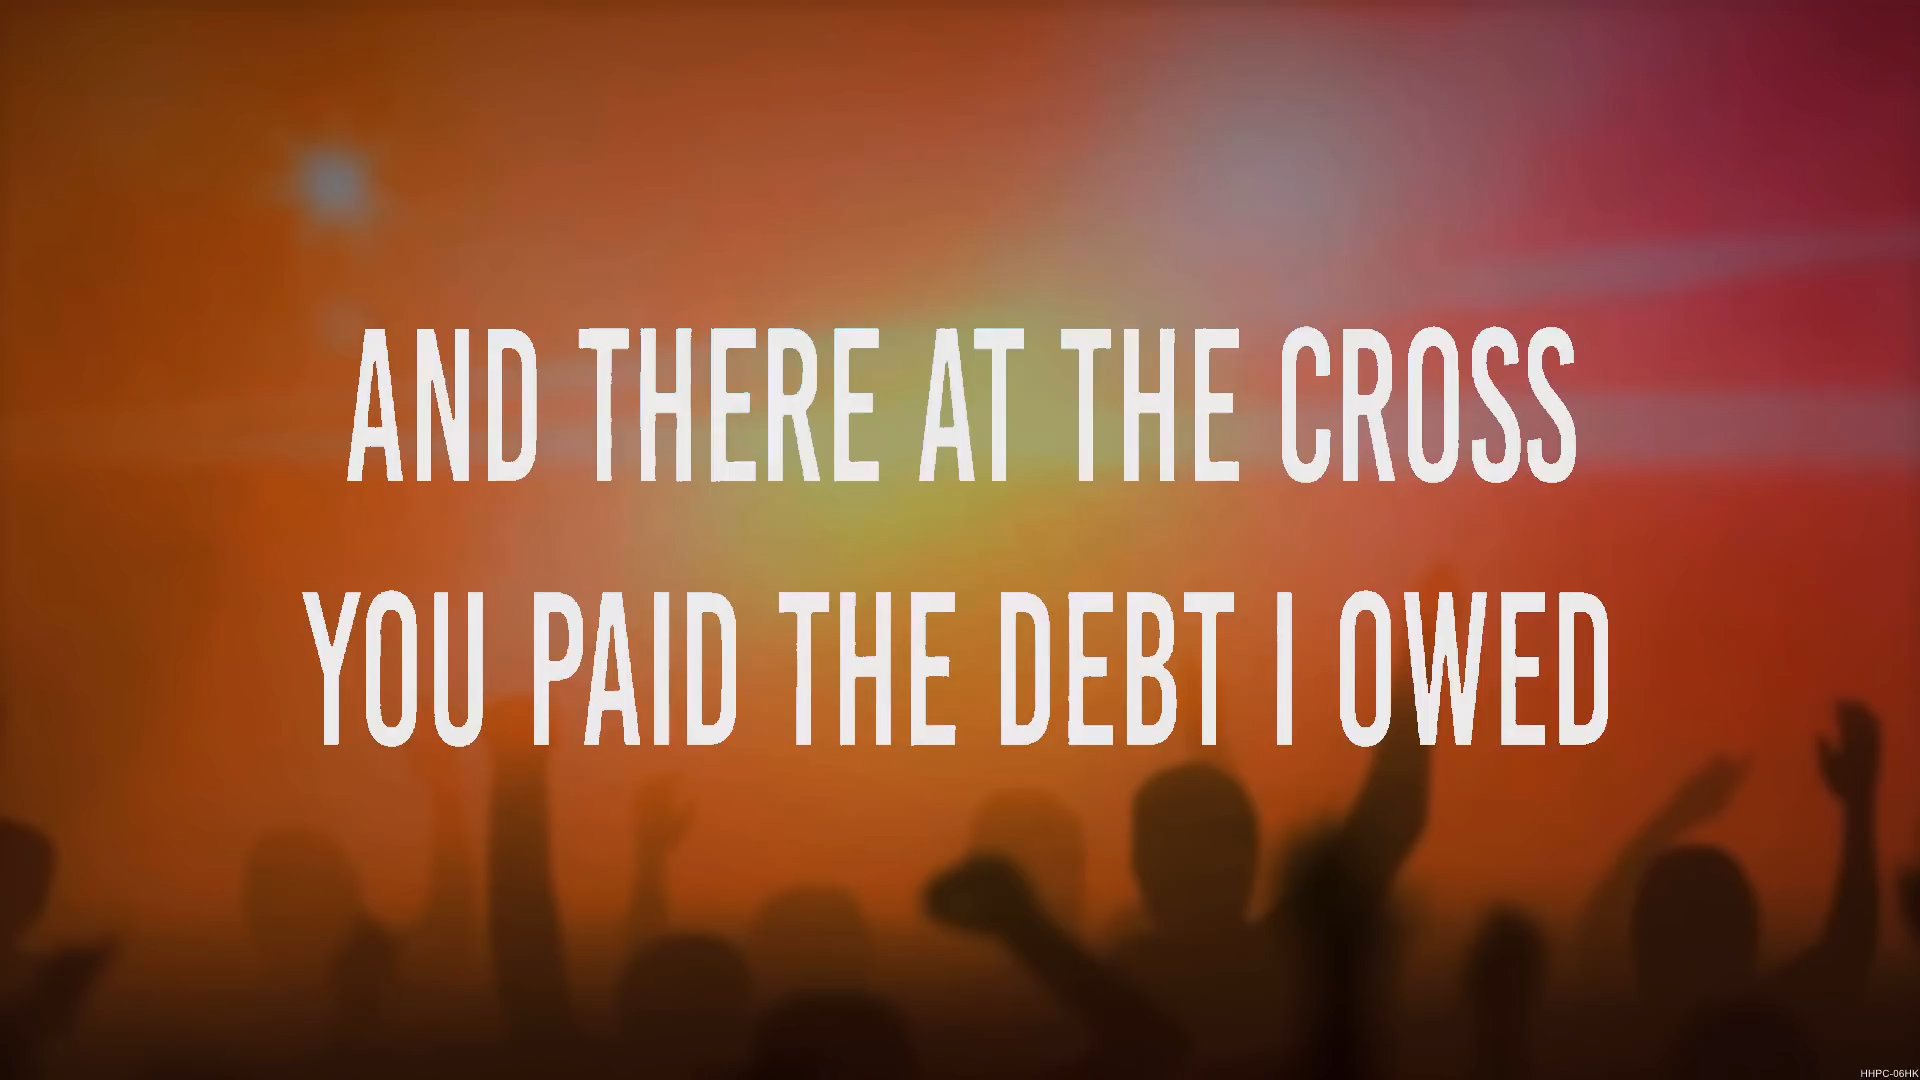 AND THERE AT THE CROSS
YOU PAID THE DEBT I OWED
HHPC-06HK